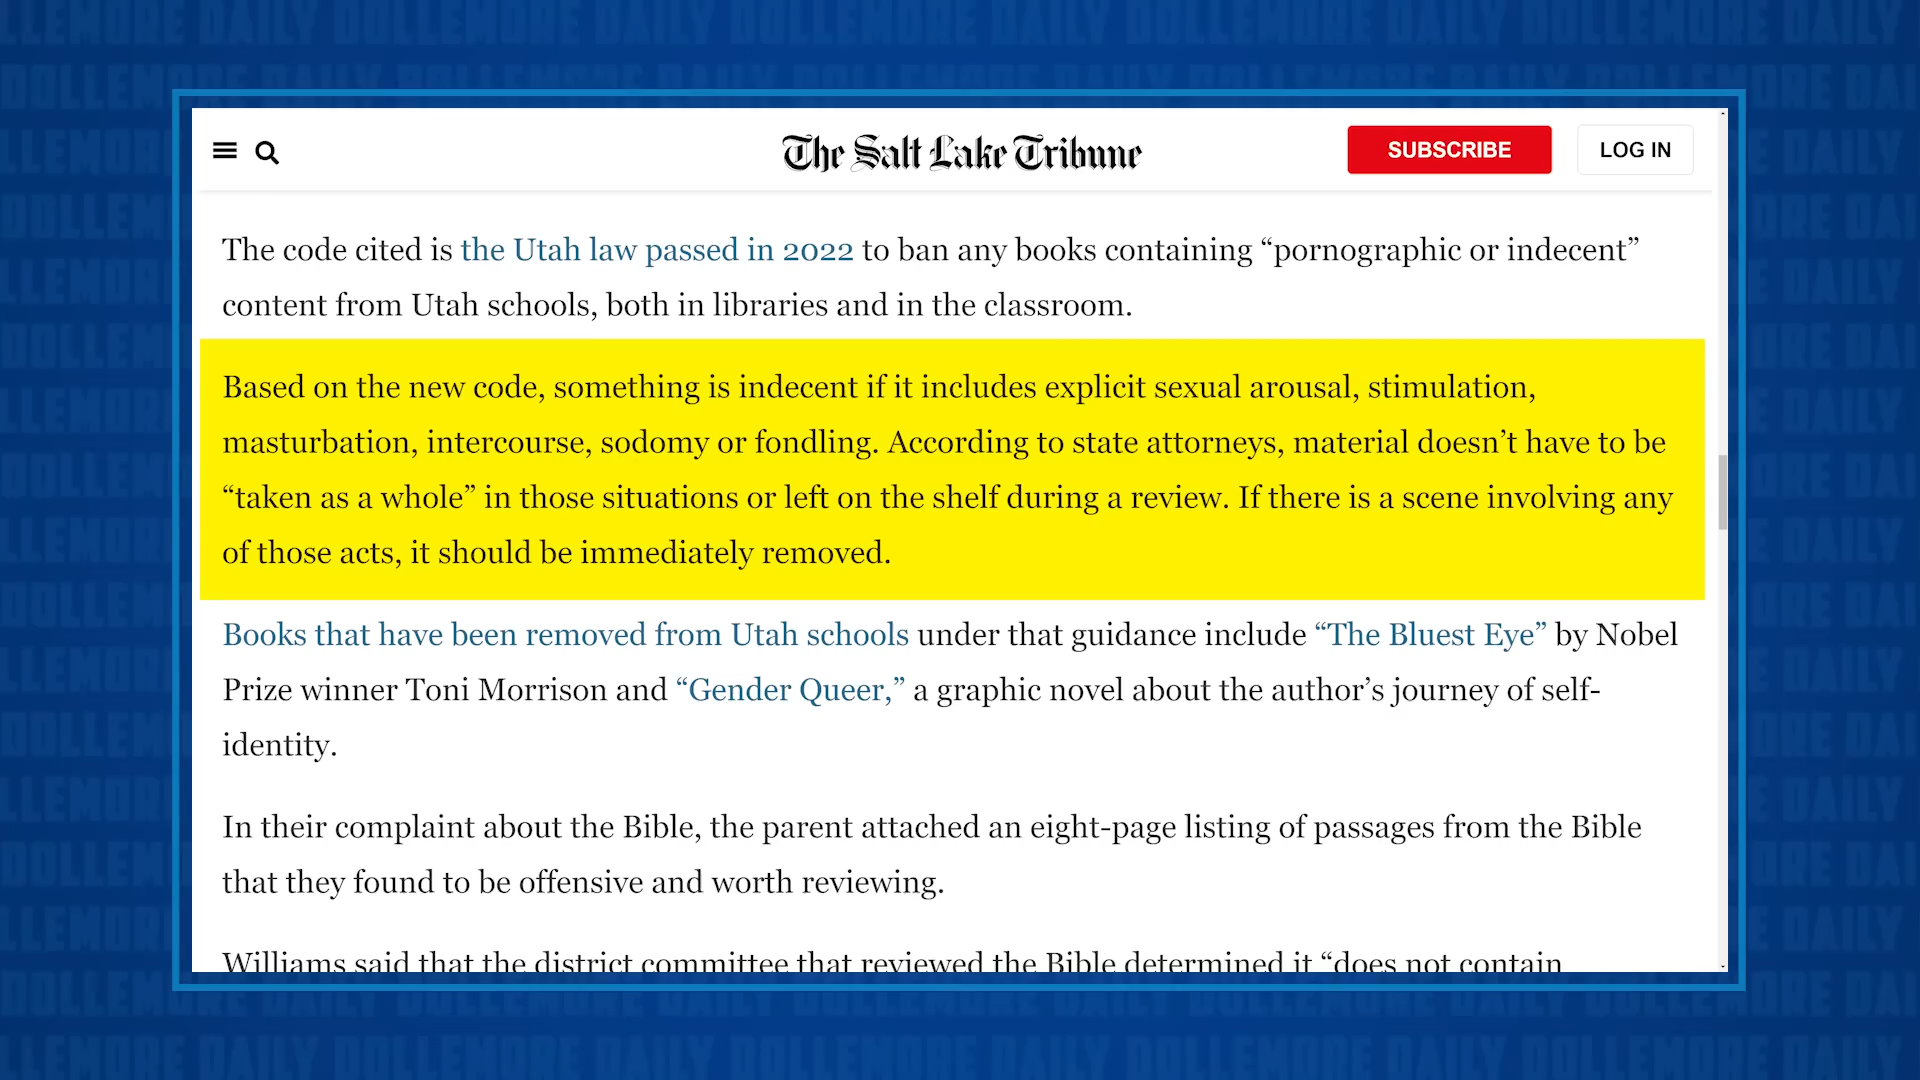 The Salt Lake Tribune
SUBSCRIBE
LOG IN
The code cited is the Utah law passed in 2022 to ban any books containing “pornographic or indecent”
content from Utah schools, both in libraries and in the classroom.
Based on the new code, something is indecent if it includes explicit sexual arousal, stimulation,
masturbation, intercourse, sodomy or fondling. According to state attorneys, material doesn’t have to be
“taken as a whole” in those situations or left on the shelf during a review. If there is a scene involving any
of those acts, it should be immediately removed.
Books that have been removed from Utah schools under that guidance include “The Bluest Eye” by Nobel
Prize winner Toni Morrison and “Gender Queer,” a graphic novel about the author’s journey of self-
identity.
In their complaint about the Bible, the parent attached an eight-page listing of passages from the Bible
that they found to be offensive and worth reviewing.
Williams said that the district committee that reviewed the Bible determined it “does not contain